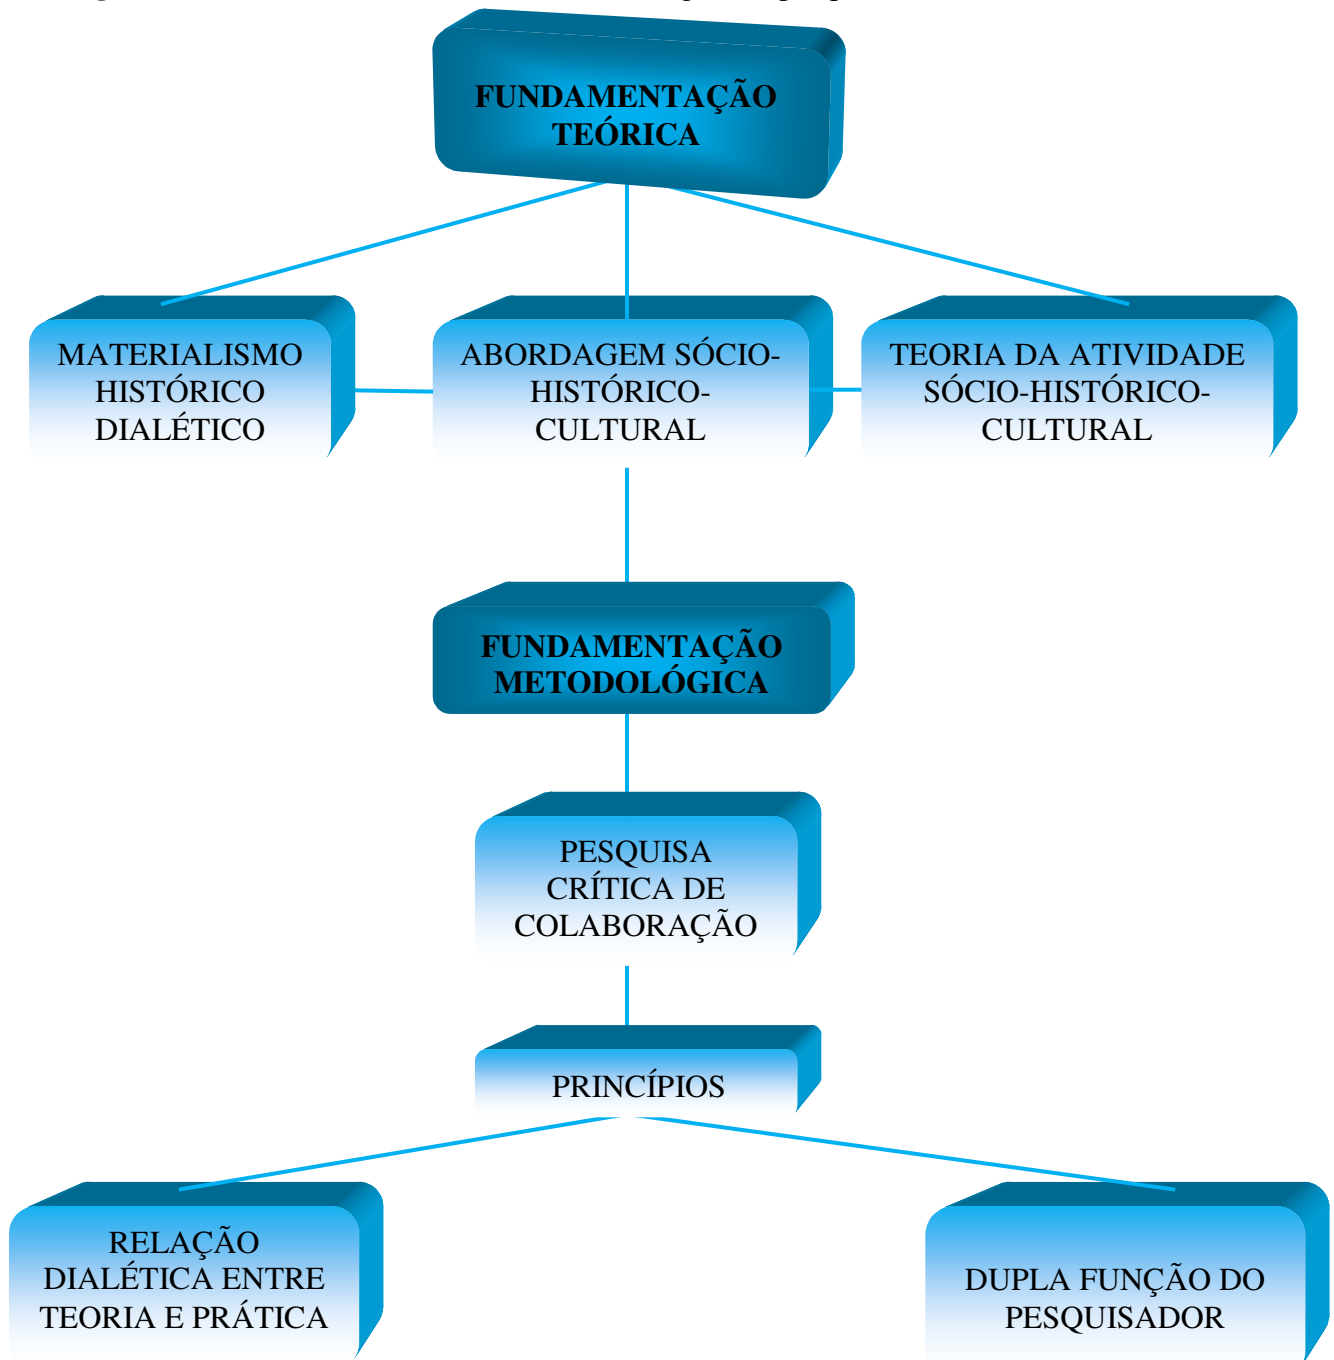 FUNDAMENTAÇÃO
TEÓRICA
MATERIALISMO
HISTÓRICO
DIALÉTICO
ABORDAGEM SÓCIO-
HISTÓRICO-
CULTURAL
TEORIA DA ATIVIDADE
SÓCIO-HISTÓRICO-
CULTURAL
FUNDAMENTAÇÃO
METODOLÓGICA
PESQUISA
CRÍTICA DE
COLABORAÇÃO
PRINCÍPIOS
RELAÇÃO
DIALÉTICA ENTRE
TEORIA E PRÁTICA
DUPLA FUNÇÃO DO
PESQUISADOR